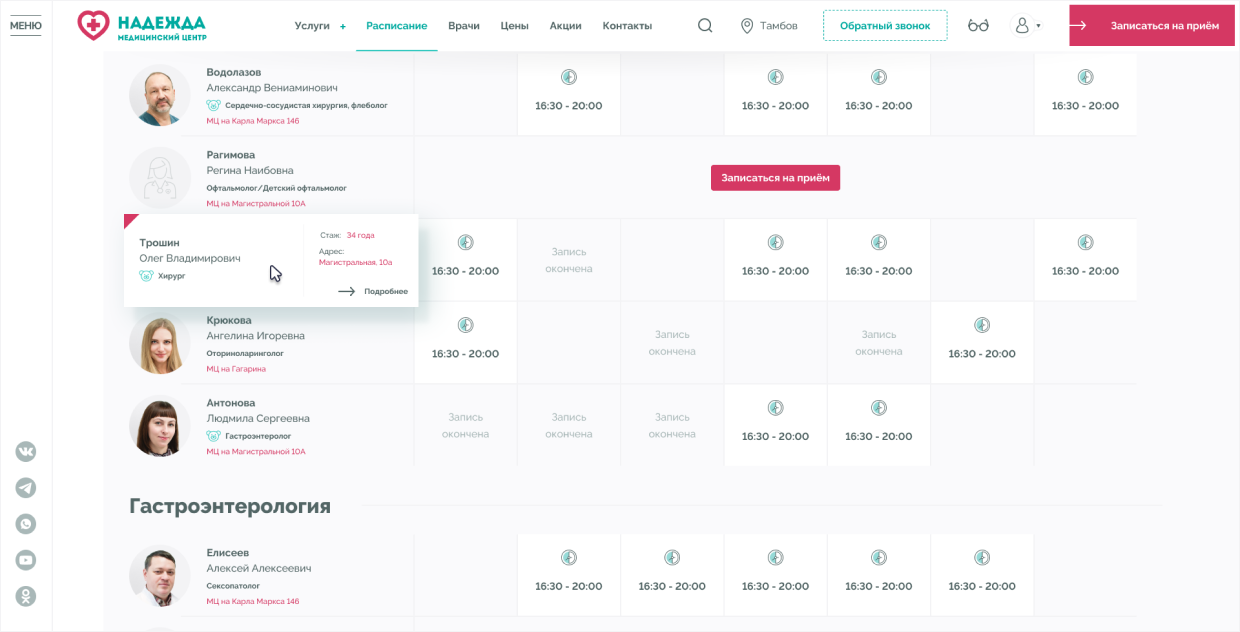 МЕНЮ
НАДЕЖДА
МЕДИЦИНСКИЙ ЦЕНТР
Услуги +
Расписание
Врачи
Цены
Акции
Контакты
Тамбов
Обратный звонок
Записаться на приём
Водолазов
Александр Вениаминович
Сердечно-сосудистая хирургия, флеболог
МЦ на Карла Маркса 146
16:30 - 20:00
16:30 - 20:00
16:30 - 20:00
16:30 - 20:00
Рагимова
Регина Наибовна
Офтальмолог/Детский офтальмолог
МЦ на Магистральной 10А
Записаться на приём
Трошин
Олег Владимирович
Хирург
Стаж: 34 года
Адрес:
Магистральная, 10а
Подробнее
16:30 - 20:00
Запись
окончена
16:30 - 20:00
16:30 - 20:00
16:30 - 20:00
Крюкова
Ангелина Игоревна
Оториноларинголог
МЦ на Гагарина
16:30 - 20:00
Запись
окончена
Запись
окончена
16:30 - 20:00
Антонова
Людмила Сергеевна
Гастроэнтеролог
МЦ на Магистральной 10А
Запись
окончена
Запись
окончена
Запись
окончена
16:30 - 20:00
16:30 - 20:00
Гастроэнтерология
Елисеев
Алексей Алексеевич
Сексопатолог
МЦ на Карла Маркса 146
16:30 - 20:00
16:30 - 20:00
16:30 - 20:00
16:30 - 20:00
16:30 - 20:00